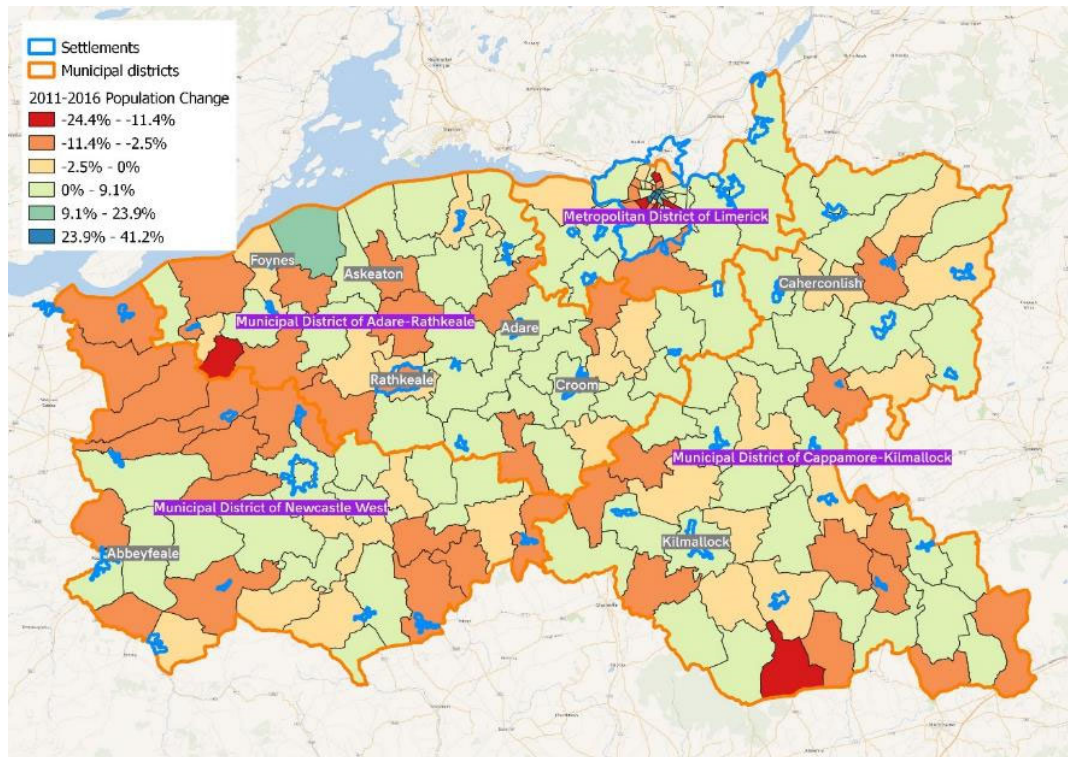 Settlements
Municipal districts
2011-2016 Population Change
-24.4% - -11.4%
-11.4% - -2.5%
-2.5% - 0%
0% - 9.1%
9.1% - 23.9%
23.9% - 41.2%
Metropolitan District of Limerick
Foynes
Askeaton
Caherconlish
Municipal District of Adare-Rathkeale
Adare
Rathkeale
Croom
Municipal District of Cappamore-Kilmallock
Municipal District of Newcastle West
Abbeyfeale
Kilmallock